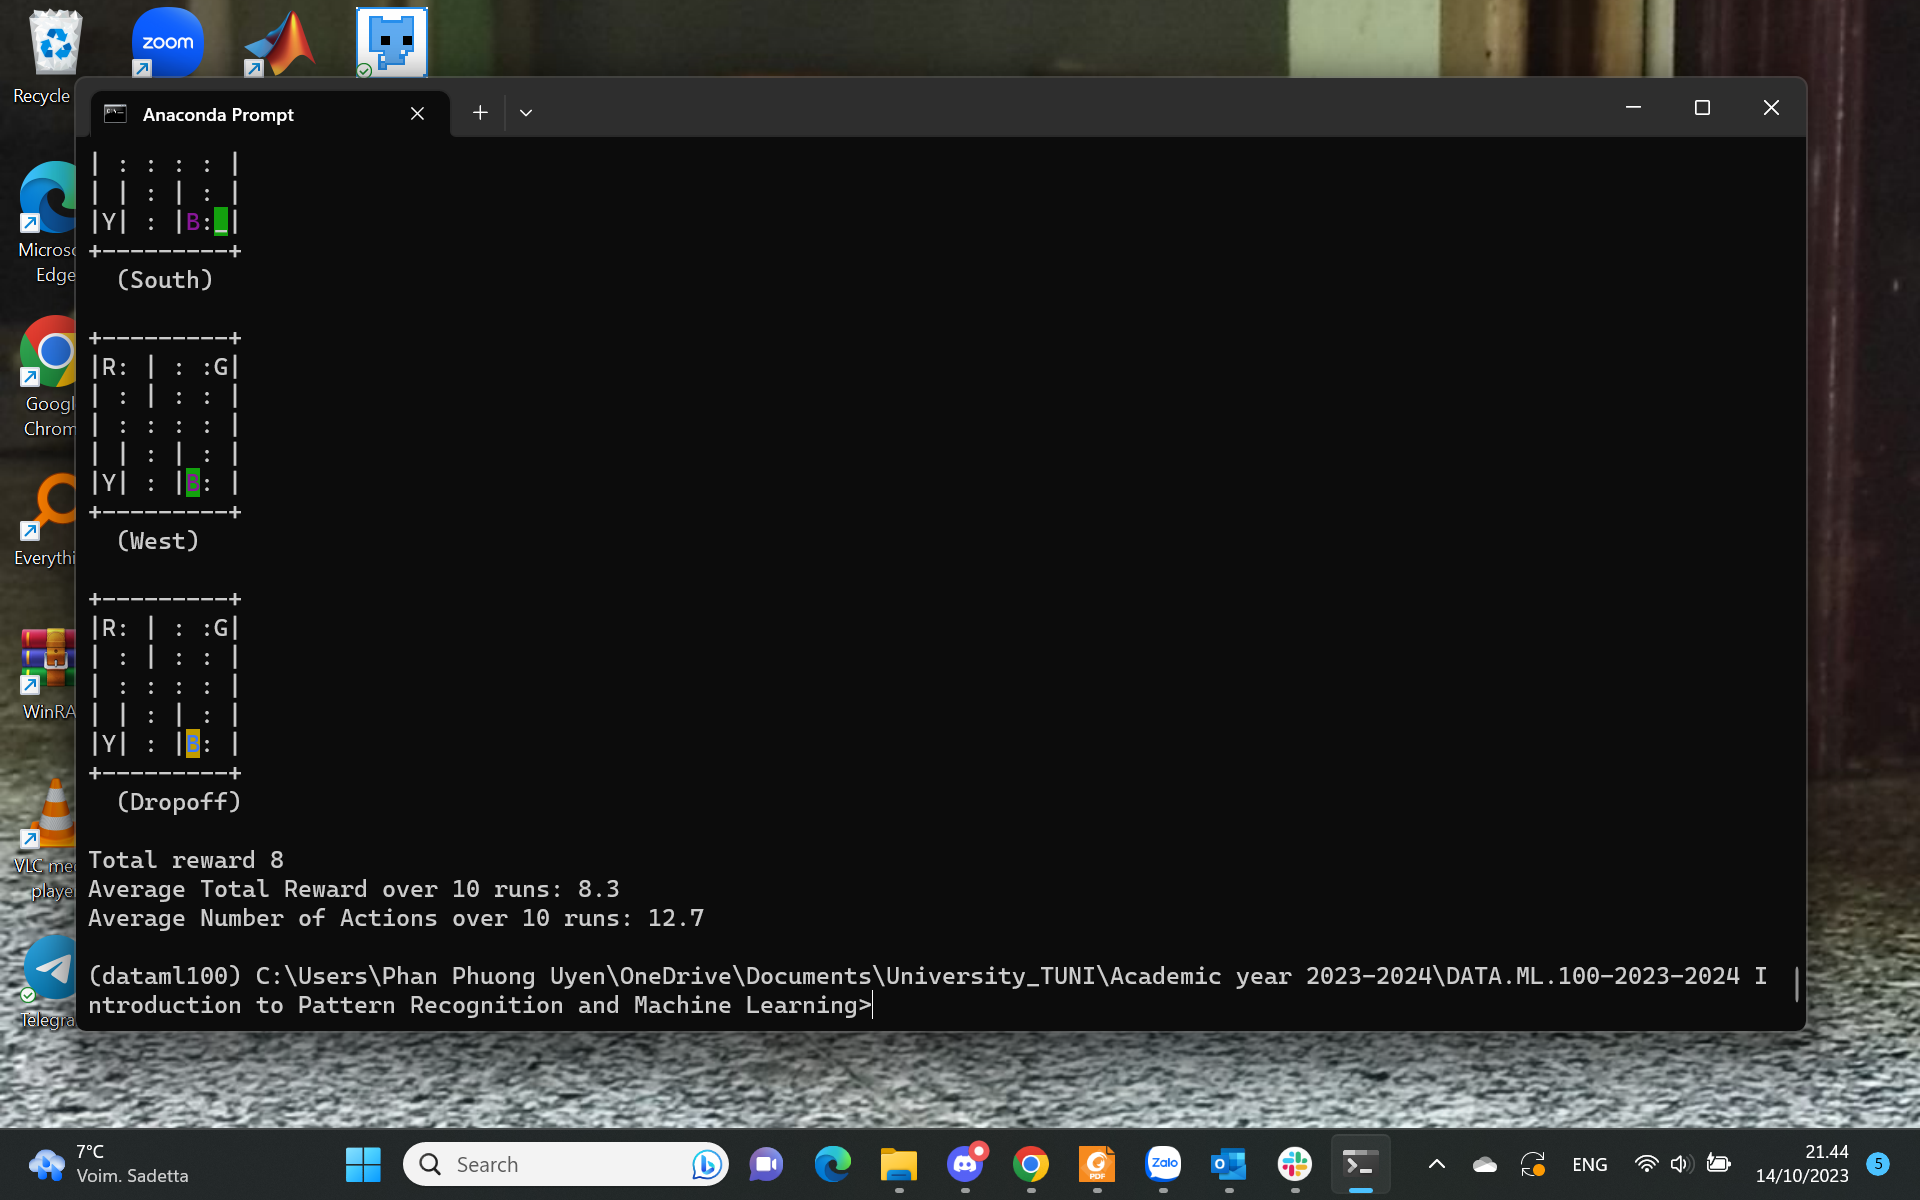 zoom
Recycle
Anaconda Prompt
| : : : : |
| | : | : |
|Y| : |B:_|
+---------+
(South)
+---------+
|R: | : :G|
| : | : : |
| : : : : |
| | : | : |
|Y| : |B: |
+---------+
(West)
+---------+
|R: | : :G|
| : | : : |
| : : : : |
| | : | : |
|Y| : |B: |
+---------+
(Dropoff)
Total reward 8
Average Total Reward over 10 runs: 8.3
Average Number of Actions over 10 runs: 12.7
(dataml100) C:\Users\Phan Phuong Uyen\OneDrive\Documents\University_TUNI\Academic year 2023-2024\DATA.ML.100-2023-2024 I
ntroduction to Pattern Recognition and Machine Learning>
Micros
Edge
Googl
Chrom
Everythi
WinRA
VLC me
playe
Telegra
7°C
Voim. Sadetta
Search
PDF
Zalo
ENG
21.44
14/10/2023
5